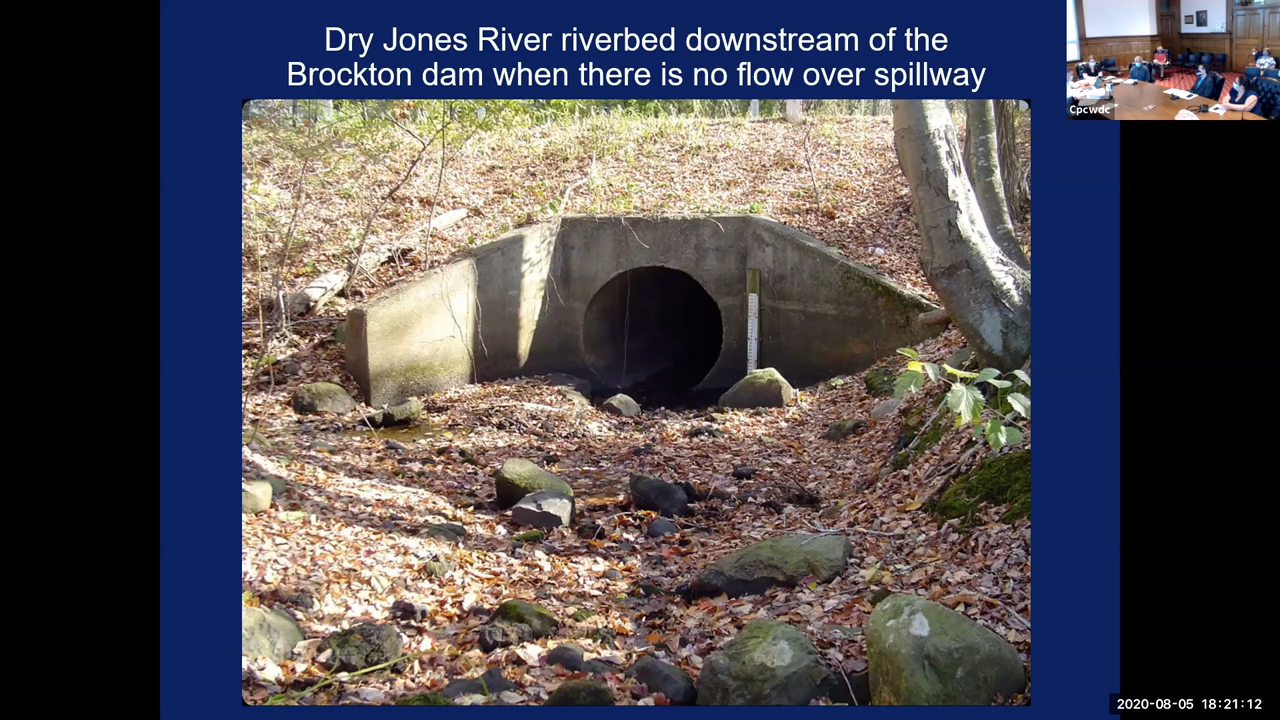 Dry Jones River riverbed downstream of the
Brockton dam when there is no flow over spillway
Cpcwdc
2020-08-05 18:21:12